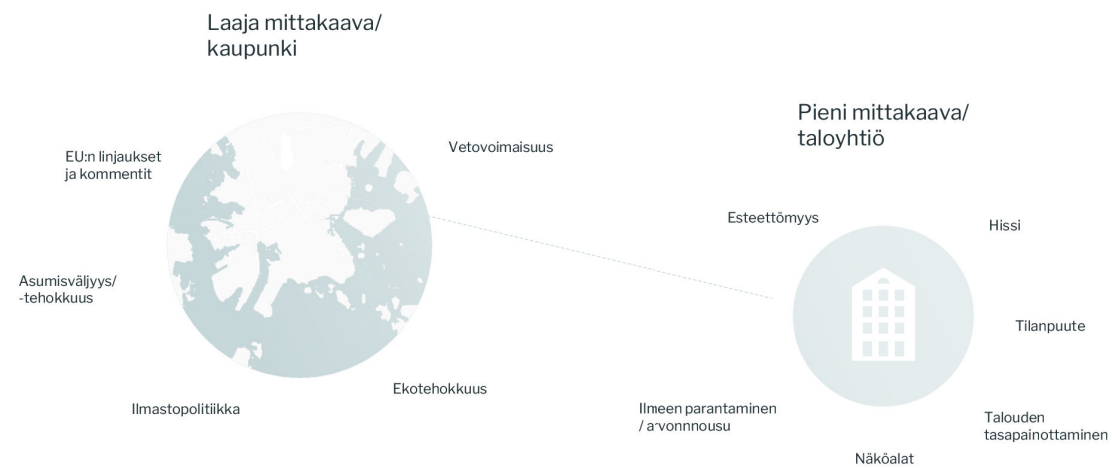 Laaja mittakaava/
kaupunki
EU:n linjaukset
ja kommentit
Vetovoimaisuus
Asumisväljyys/
-tehokkuus
Ekotehokkuus
Ilmastopolitiikka
Pieni mittakaava/
taloyhtiö
Esteettömyys
Hissi
Tilanpuute
Ilmeen parantaminen
/ arvonnnousu
Talouden
tasapainottaminen
Näköalat